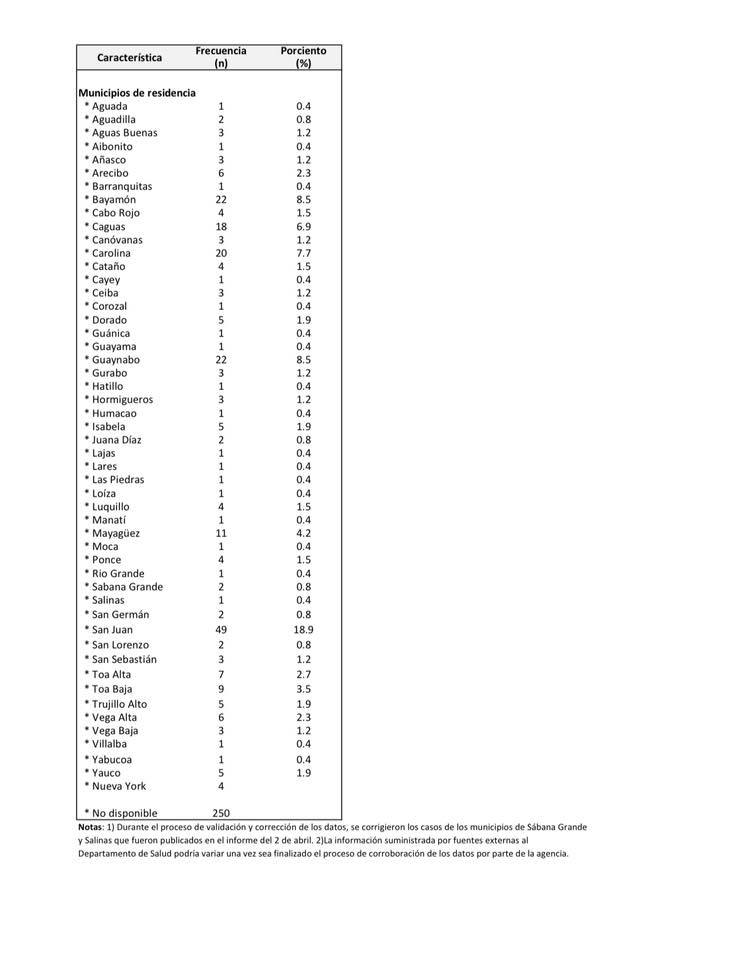 Característica Frecuencia (n) Porciento (%)
Municipios de residencia
* Aguada 1 0.4
* Aguadilla 2 0.8
* Aguas Buenas 3 1.2
* Aibonito 1 0.4
* Añasco 3 1.2
* Arecibo 6 2.3
* Barranquitas 1 0.4
* Bayamón 22 8.5
* Cabo Rojo 4 1.5
* Caguas 18 6.9
* Canóvanas 3 1.2
* Carolina 20 7.7
* Cataño 4 1.5
* Cayey 1 0.4
* Ceiba 3 1.2
* Corozal 1 0.4
* Dorado 5 1.9
* Guánica 1 0.4
* Guayama 1 0.4
* Guaynabo 22 8.5
* Gurabo 3 1.2
* Hatillo 1 0.4
* Hormigueros 3 1.2
* Humacao 1 0.4
* Isabela 5 1.9
* Juana Díaz 2 0.8
* Lajas 1 0.4
* Lares 1 0.4
* Las Piedras 1 0.4
* Loíza 1 0.4
* Luquillo 4 1.5
* Manatí 1 0.4
* Mayagüez 11 4.2
* Moca 1 0.4
* Ponce 4 1.5
* Rio Grande 1 0.4
* Sabana Grande 2 0.8
* Salinas 1 0.4
* San Germán 2 0.8
* San Juan 49 18.9
* San Lorenzo 2 0.8
* San Sebastián 3 1.2
* Toa Alta 7 2.7
* Toa Baja 9 3.5
* Trujillo Alto 5 1.9
* Vega Alta 6 2.3
* Vega Baja 3 1.2
* Villalba 1 0.4
* Yabucoa 1 0.4
* Yauco 5 1.9
* Nueva York 4
* No disponible 250
Notas: 1) Durante el proceso de validación y corrección de los datos, se corrigieron los casos de los municipios de Sábana Grande
y Salinas que fueron publicados en el informe del 2 de abril. 2)La información suministrada por fuentes externas al
Departamento de Salud podría variar una vez sea finalizado el proceso de corroboración de los datos por parte de la agencia.